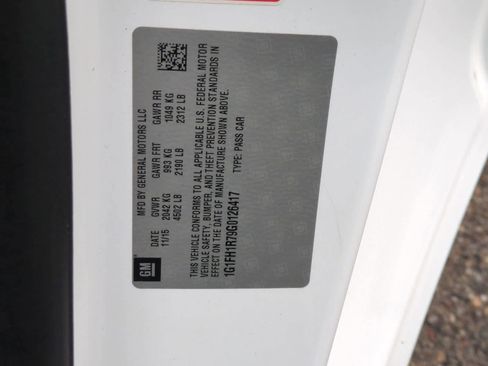 GM
MFD BY GENERAL MOTORS LLC
DATE GVWR GAWR FRT GAWR RR
11/15 2042 KG 993 KG 1049 KG
4502 LB 2190 LB 2312 LB
THIS VEHICLE CONFORMS TO ALL APPLICABLE U.S. FEDERAL MOTOR
VEHICLE SAFETY, BUMPER, AND THEFT PREVENTION STANDARDS IN
EFFECT ON THE DATE OF MANUFACTURE SHOWN ABOVE.
TYPE: PASS CAR
1G1FH1R79G0126417